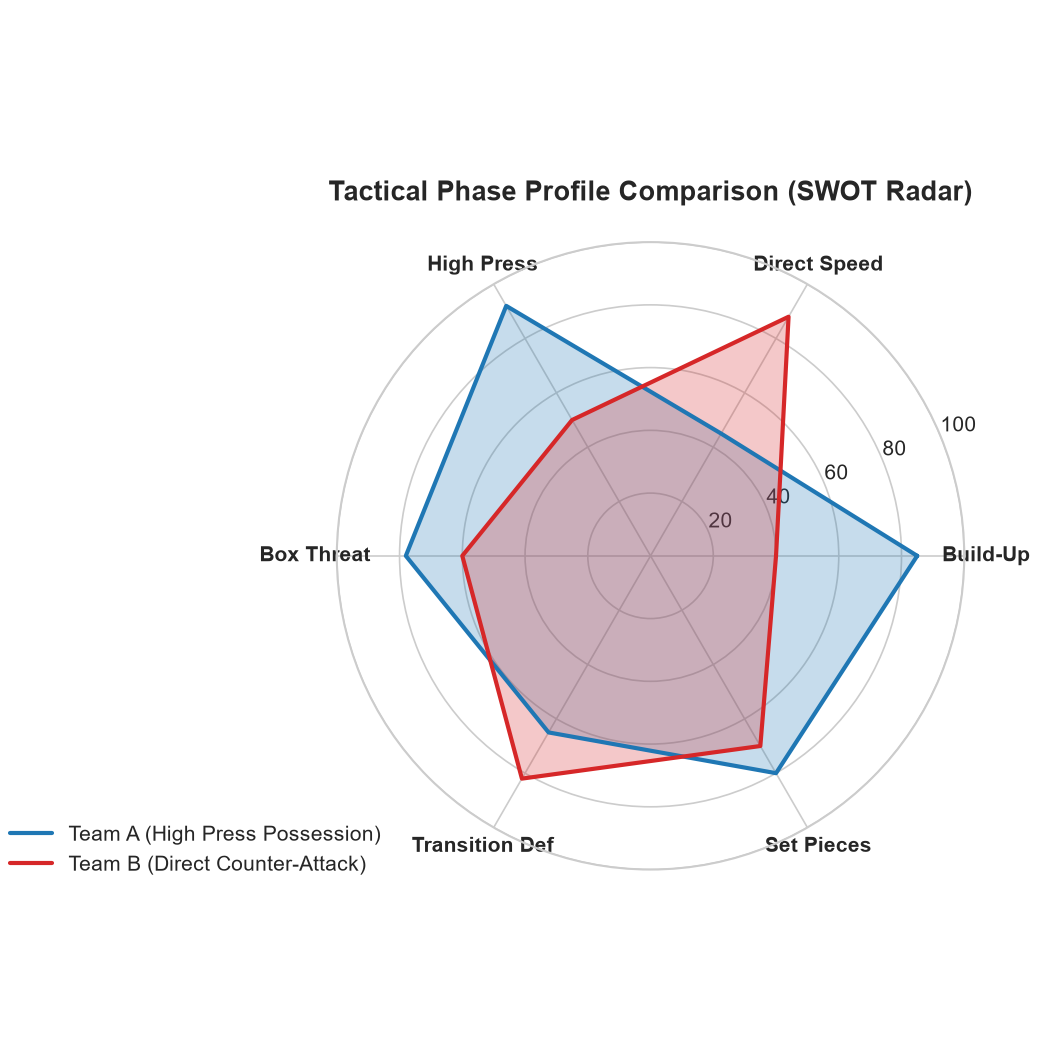 Tactical Phase Profile Comparison (SWOT Radar)
High Press
Direct Speed
100
80
60
40
20
Box Threat
Build-Up
Transition Def
Set Pieces
Team A (High Press Possession)
Team B (Direct Counter-Attack)